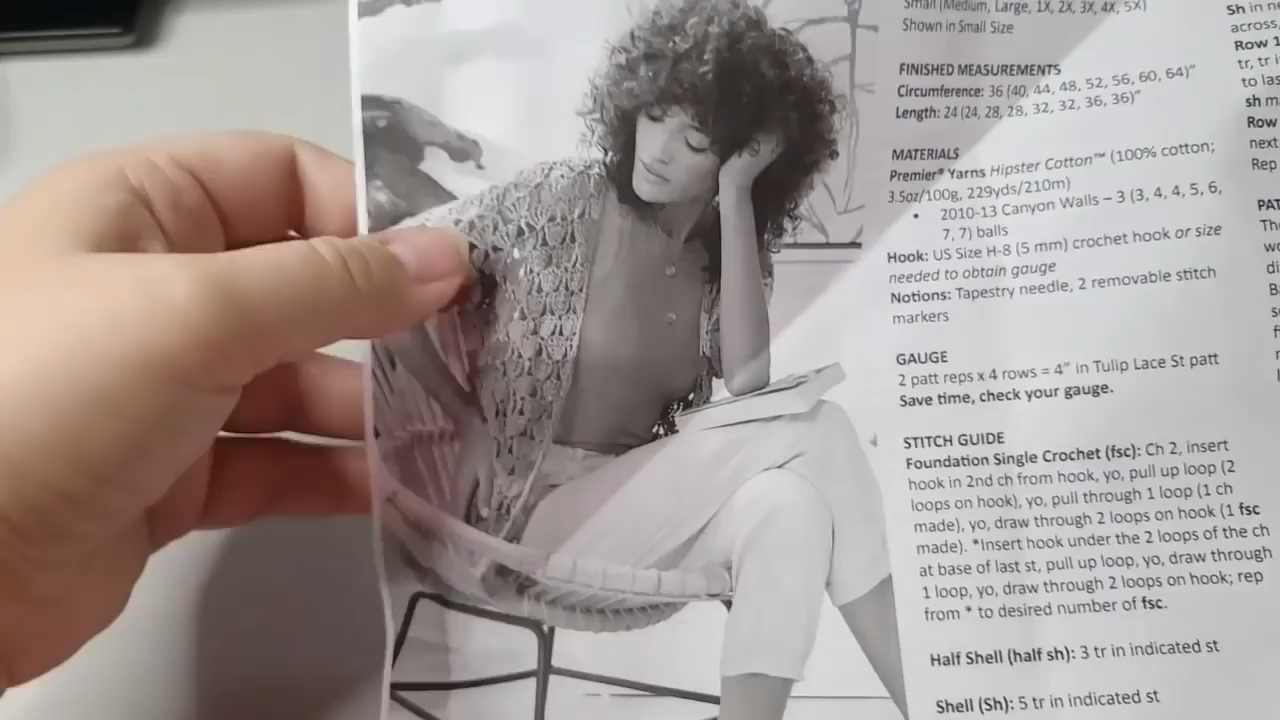 Small (Medium, Large, 1X, 2X, 3X, 4X, 5X)
Shown in Small Size
FINISHED MEASUREMENTS
Circumference: 36 (40, 44, 48, 52, 56, 60, 64)”
Length: 24 (24, 28, 28, 32, 32, 36, 36)”
MATERIALS
Premier® Yarns Hipster Cotton™ (100% cotton;
3.5oz/100g, 229yds/210m)
• 2010-13 Canyon Walls – 3 (3, 4, 4, 5, 6,
7, 7) balls
Hook: US Size H-8 (5 mm) crochet hook or size
needed to obtain gauge
Notions: Tapestry needle, 2 removable stitch
markers
GAUGE
2 patt reps x 4 rows = 4” in Tulip Lace St patt
Save time, check your gauge.
STITCH GUIDE
Foundation Single Crochet (fsc): Ch 2, insert
hook in 2nd ch from hook, yo, pull up loop (2
loops on hook), yo, pull through 1 loop (1 ch
made), yo, draw through 2 loops on hook (1 fsc
made). *Insert hook under the 2 loops of the ch
at base of last st, pull up loop, yo, draw through
1 loop, yo, draw through 2 loops on hook; rep
from * to desired number of fsc.
Half Shell (half sh): 3 tr in indicated st
Shell (Sh): 5 tr in indicated st
Sh in
across,
Row 1
tr, tr
to las
sh
Row
next
Rep
PAT